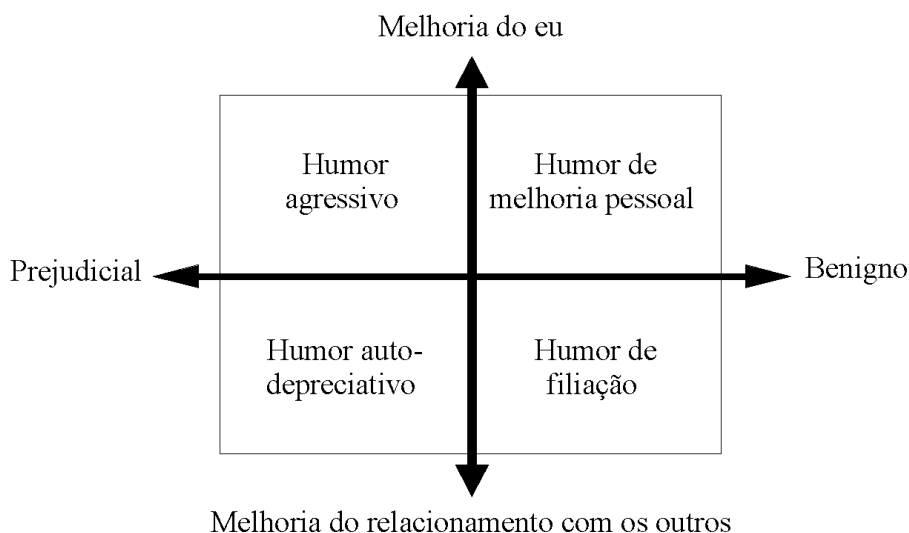 Melhoria do eu
Humor
agressivo
Humor de
melhoria pessoal
Prejudicial
Benigno
Humor auto-
depreciativo
Humor de
filiação
Melhoria do relacionamento com os outros